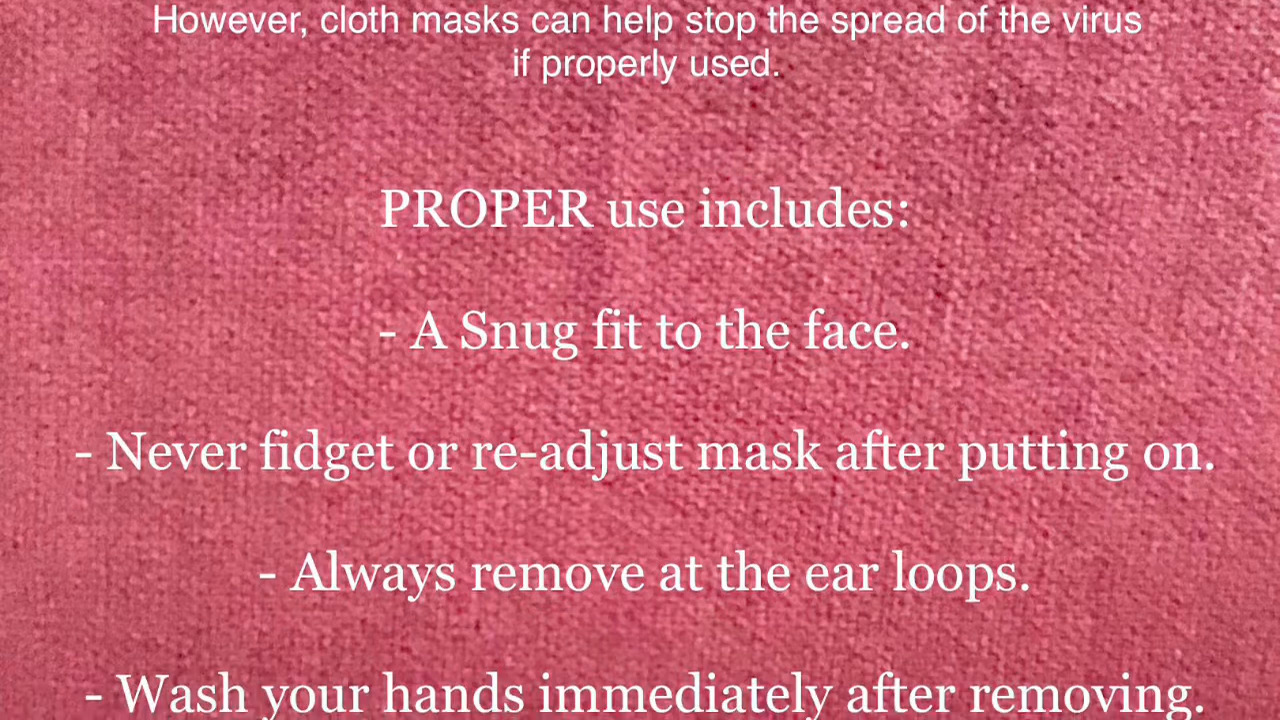 However, cloth masks can help stop the spread of the virus
if properly used.
PROPER use includes:
- A Snug fit to the face.
- Never fidget or re-adjust mask after putting on.
- Always remove at the ear loops.
- Wash your hands immediately after removing.